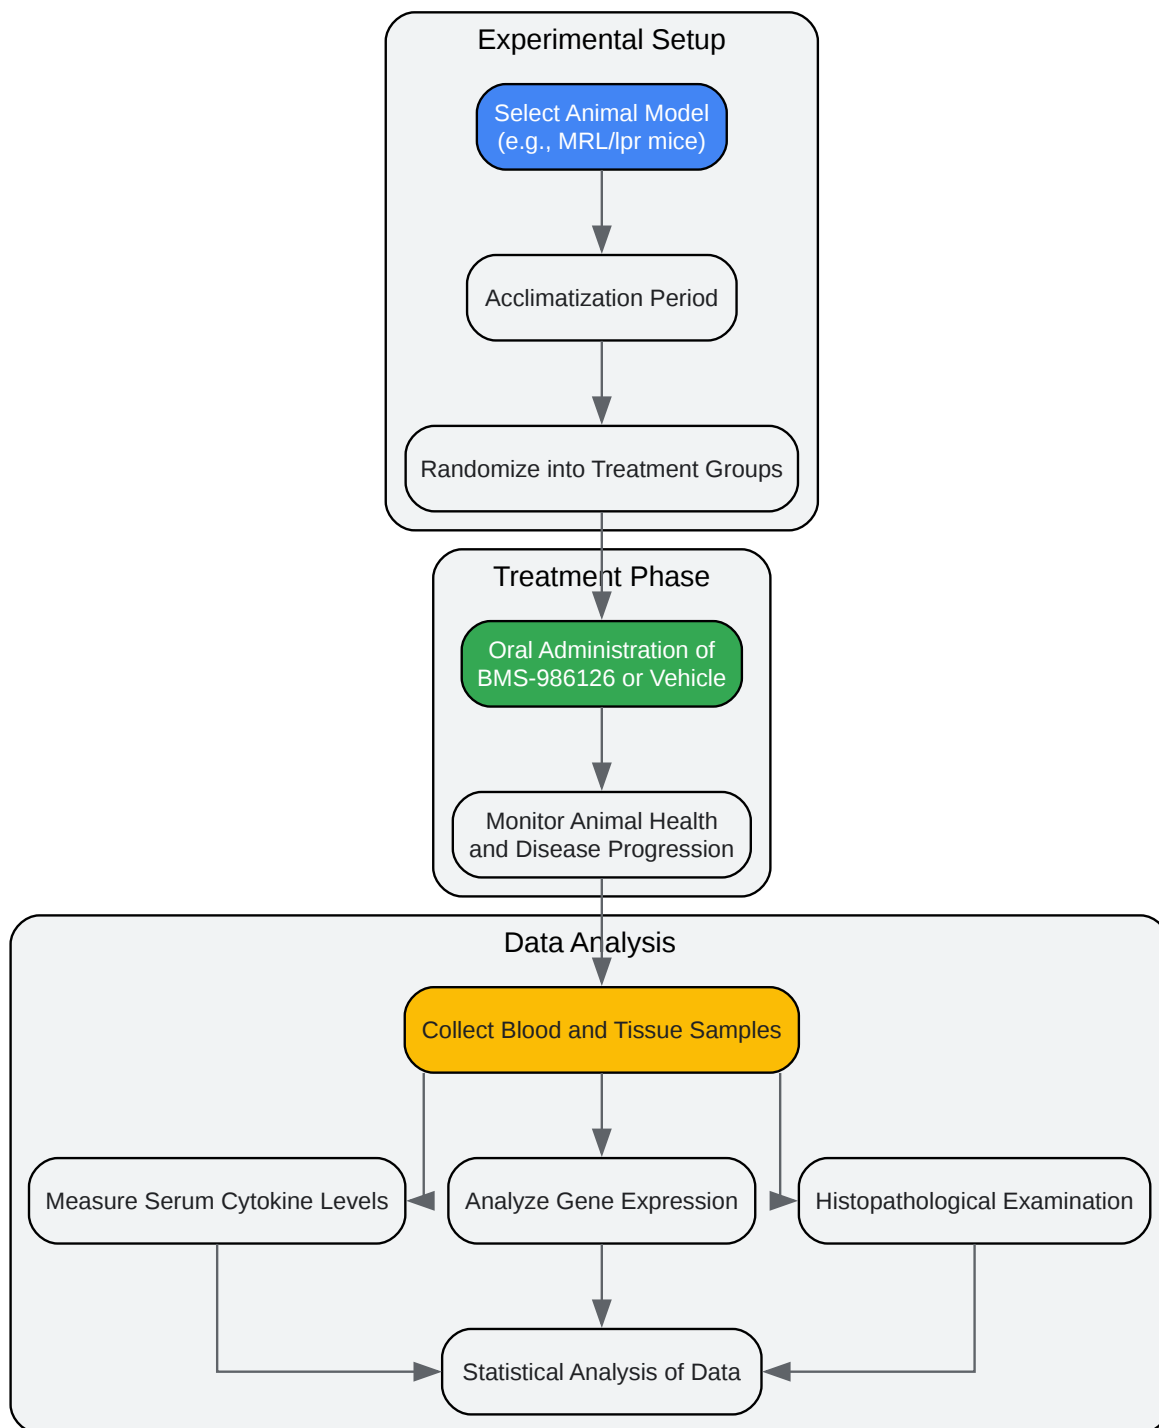 Experimental Setup
Select Animal Model
(e.g., MRL/lpr mice)
Acclimatization Period
Randomize into Treatment Groups
Treatment Phase
Oral Administration of
BMS-986126 or Vehicle
Monitor Animal Health
and Disease Progression
Data Analysis
Collect Blood and Tissue Samples
Measure Serum Cytokine Levels
Analyze Gene Expression
Histopathological Examination
Statistical Analysis of Data